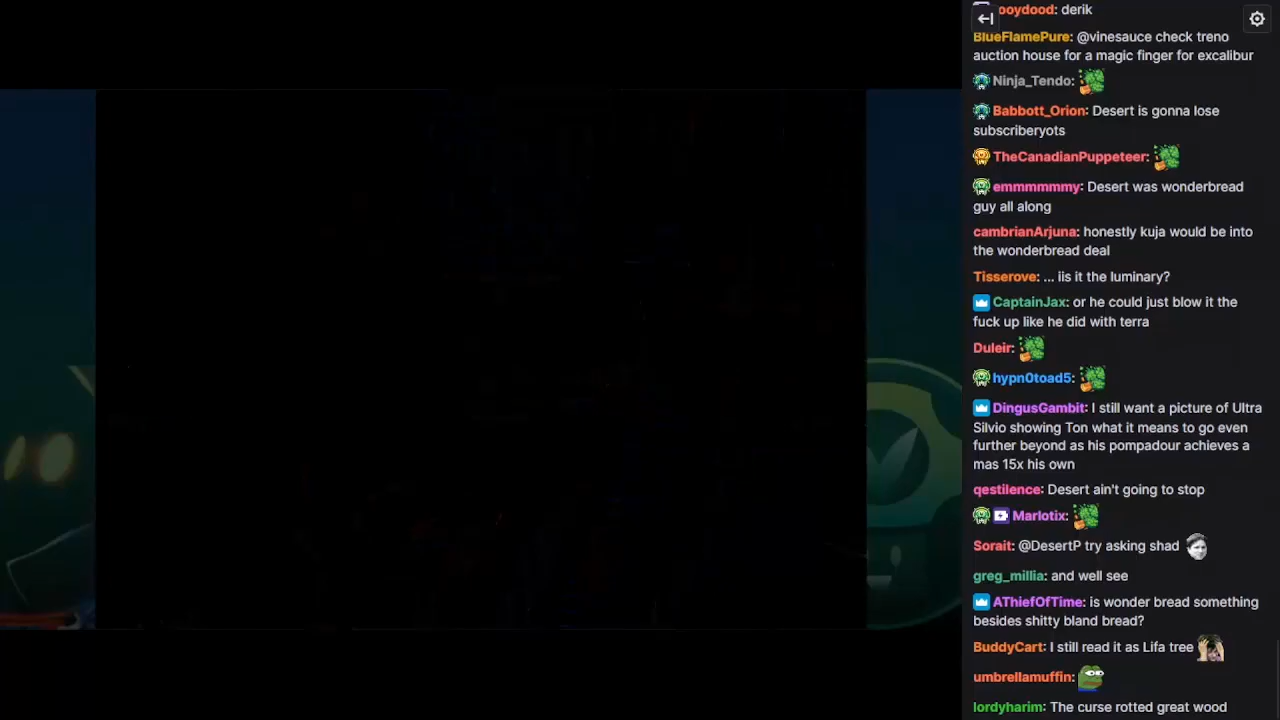 ooydood: derik
BlueFlamePure: @vinesauce check treno
auction house for a magic finger for excalibur
Ninja_Tendo:
Babbott_Orion: Desert is gonna lose
subscriberyots
TheCanadianPuppeteer:
emmmmmmy: Desert was wonderbread
guy all along
cambrianArjuna: honestly kuja would be into
the wonderbread deal
Tisserove: ... iis it the luminary?
CaptainJax: or he could just blow it the
fuck up like he did with terra
Duleir:
hypn0toad5:
DingusGambit: I still want a picture of Ultra
Silvio showing Ton what it means to go even
further beyond as his pompadour achieves a
mas 15x his own
qestilence: Desert ain't going to stop
Marlotix:
Sorait: @DesertP try asking shad
greg_millia: and well see
AThiefOfTime: is wonder bread something
besides shitty bland bread?
BuddyCart: I still read it as Lifa tree
umbrellamuffin:
lordyharim: The curse rotted great wood